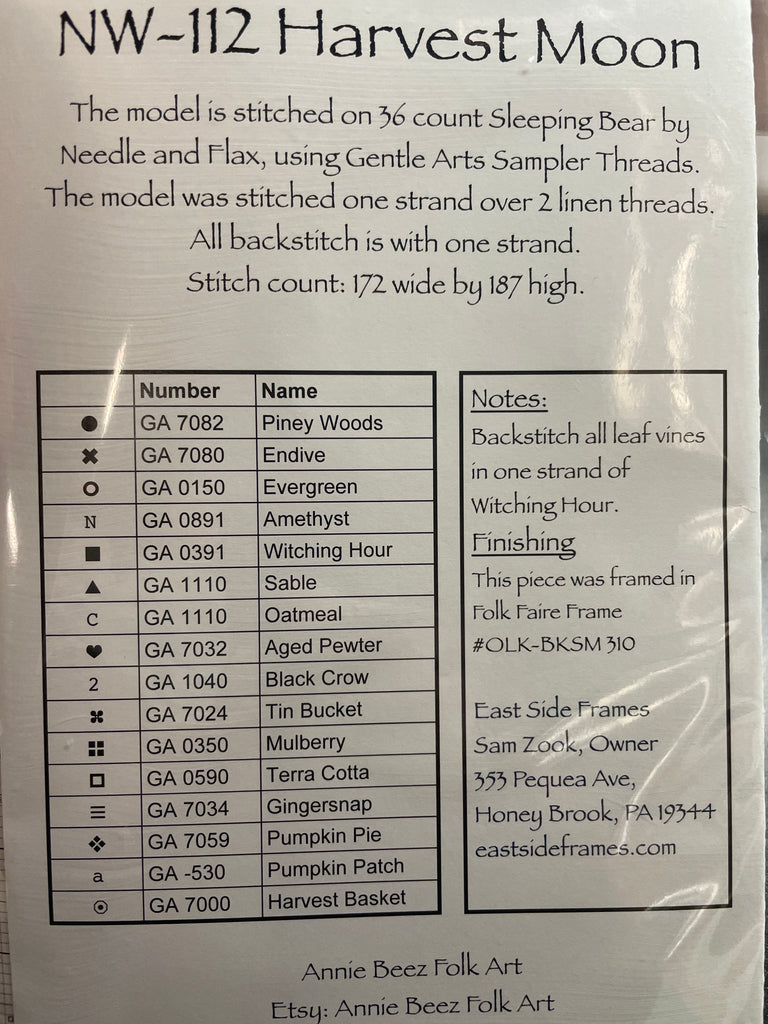 NW-112 Harvest Moon
The model is stitched on 36 count Sleeping Bear by
Needle and Flax, using Gentle Arts Sampler Threads.
The model was stitched one strand over 2 linen threads.
All backstitch is with one strand.
Stitch count: 172 wide by 187 high.
Number Name
● GA 7082 Piney Woods
✖ GA 7080 Endive
O GA 0150 Evergreen
N GA 0891 Amethyst
■ GA 0391 Witching Hour
▲ GA 1110 Sable
C GA 1110 Oatmeal
♥ GA 7032 Aged Pewter
2 GA 1040 Black Crow
⌘ GA 7024 Tin Bucket
⊞ GA 0350 Mulberry
□ GA 0590 Terra Cotta
≡ GA 7034 Gingersnap
❖ GA 7059 Pumpkin Pie
a GA -530 Pumpkin Patch
⊙ GA 7000 Harvest Basket
Notes:
Backstitch all leaf vines
in one strand of
Witching Hour.
Finishing
This piece was framed in
Folk Faire Frame
#OLK-BKSM 310
East Side Frames
Sam Zook, Owner
353 Pequea Ave,
Honey Brook, PA 19344
eastsideframes.com
Annie Beez Folk Art
Etsy: Annie Beez Folk Art